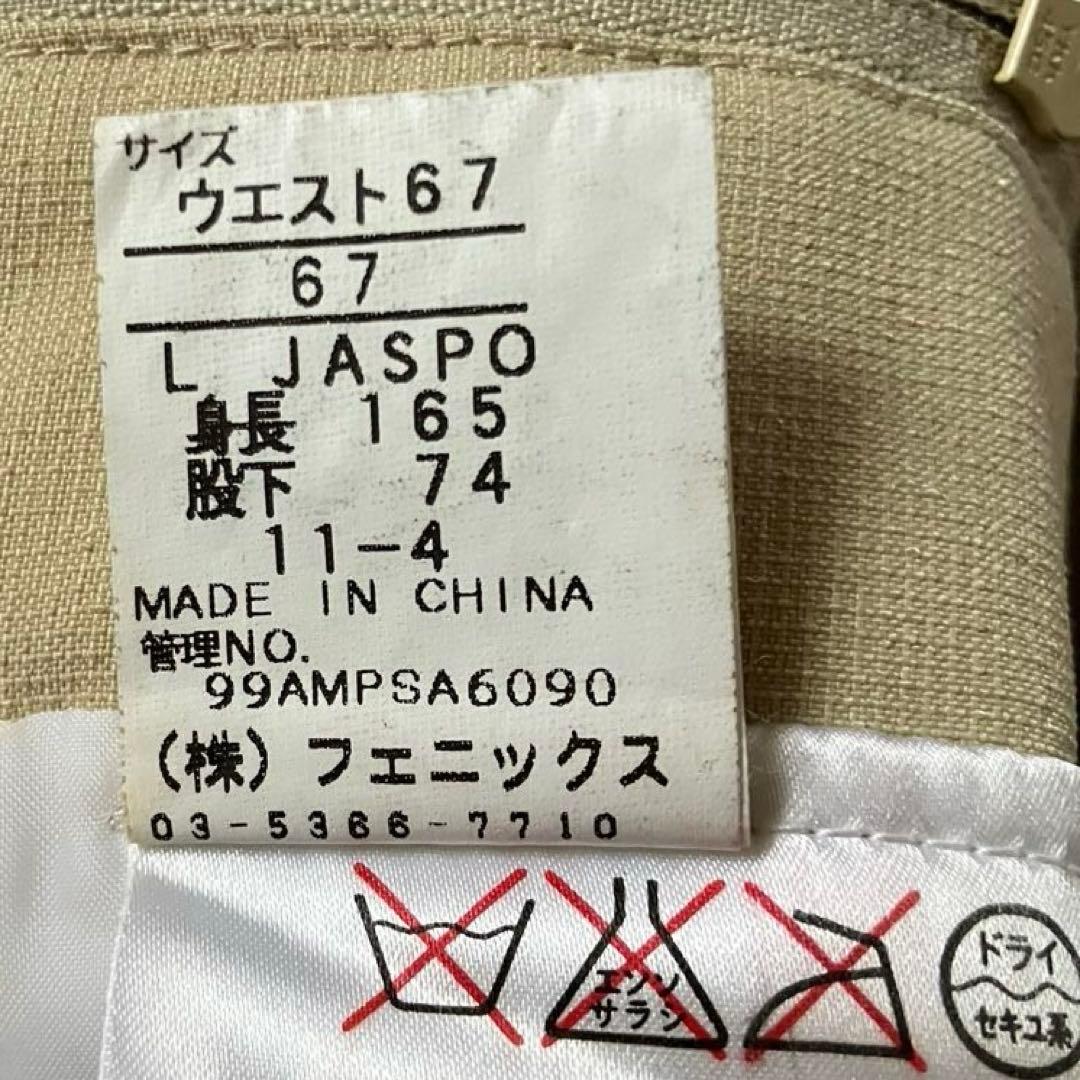 サイズ
ウエスト67
67
L JASPO
身長 165
股下 74
11-4
MADE IN CHINA
管理NO.
99AMPSA6090
(株)フェニックス
03-5366-7710
エンソ
サラシ
ドライ
セキユ系